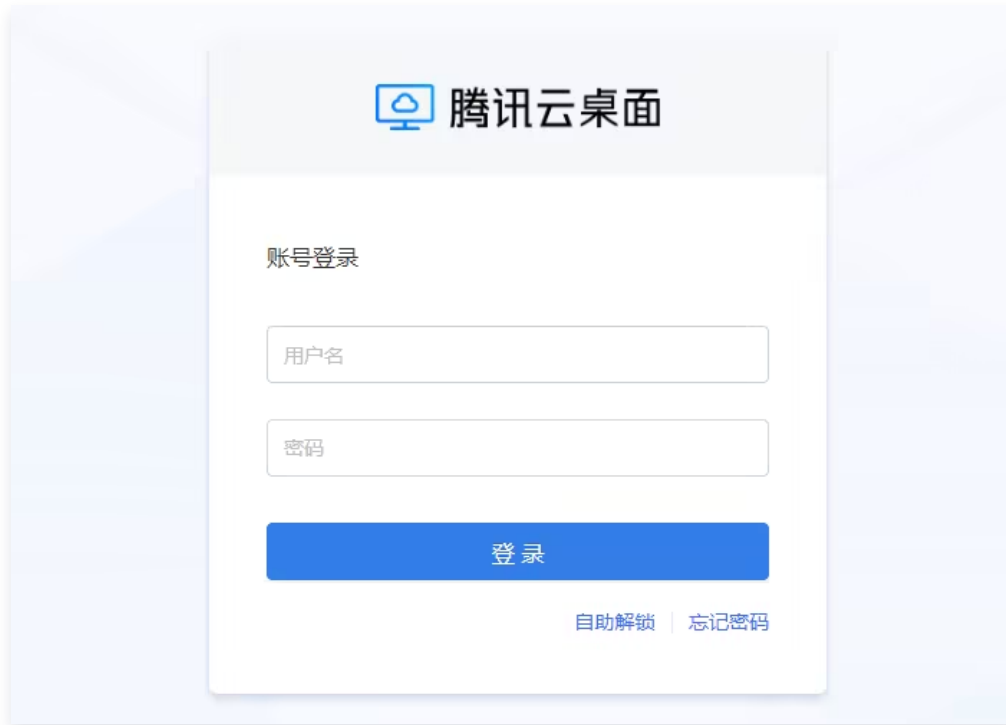 腾讯云桌面
账号登录
用户名
密码
登录
自助解锁 | 忘记密码